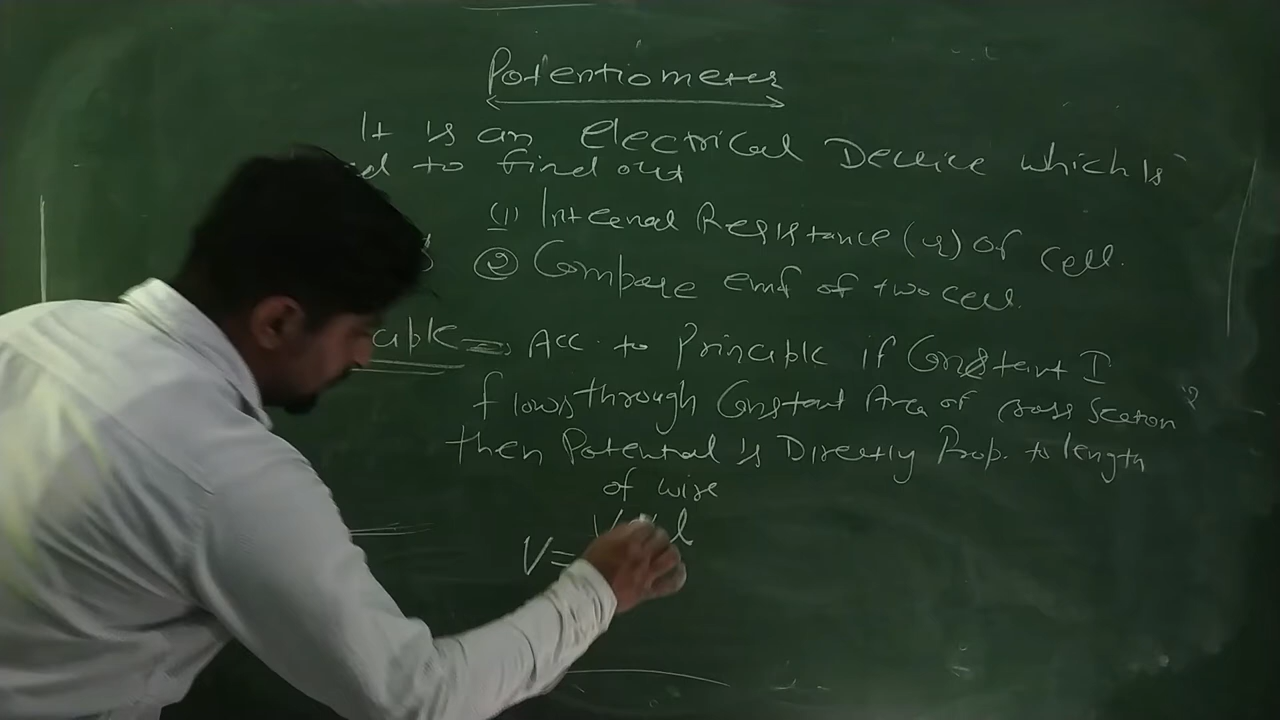 Potentiometer
It is an Electrical Device which is
ed to find out
(1) Internal Resistance (r) of cell.
② Compare emf of two cell.
ciple => Acc. to Principle if Constant I
flows through Constant Area of cross Section
then Potential is Directly Prop. to length
of wire
V ∝ l
V =